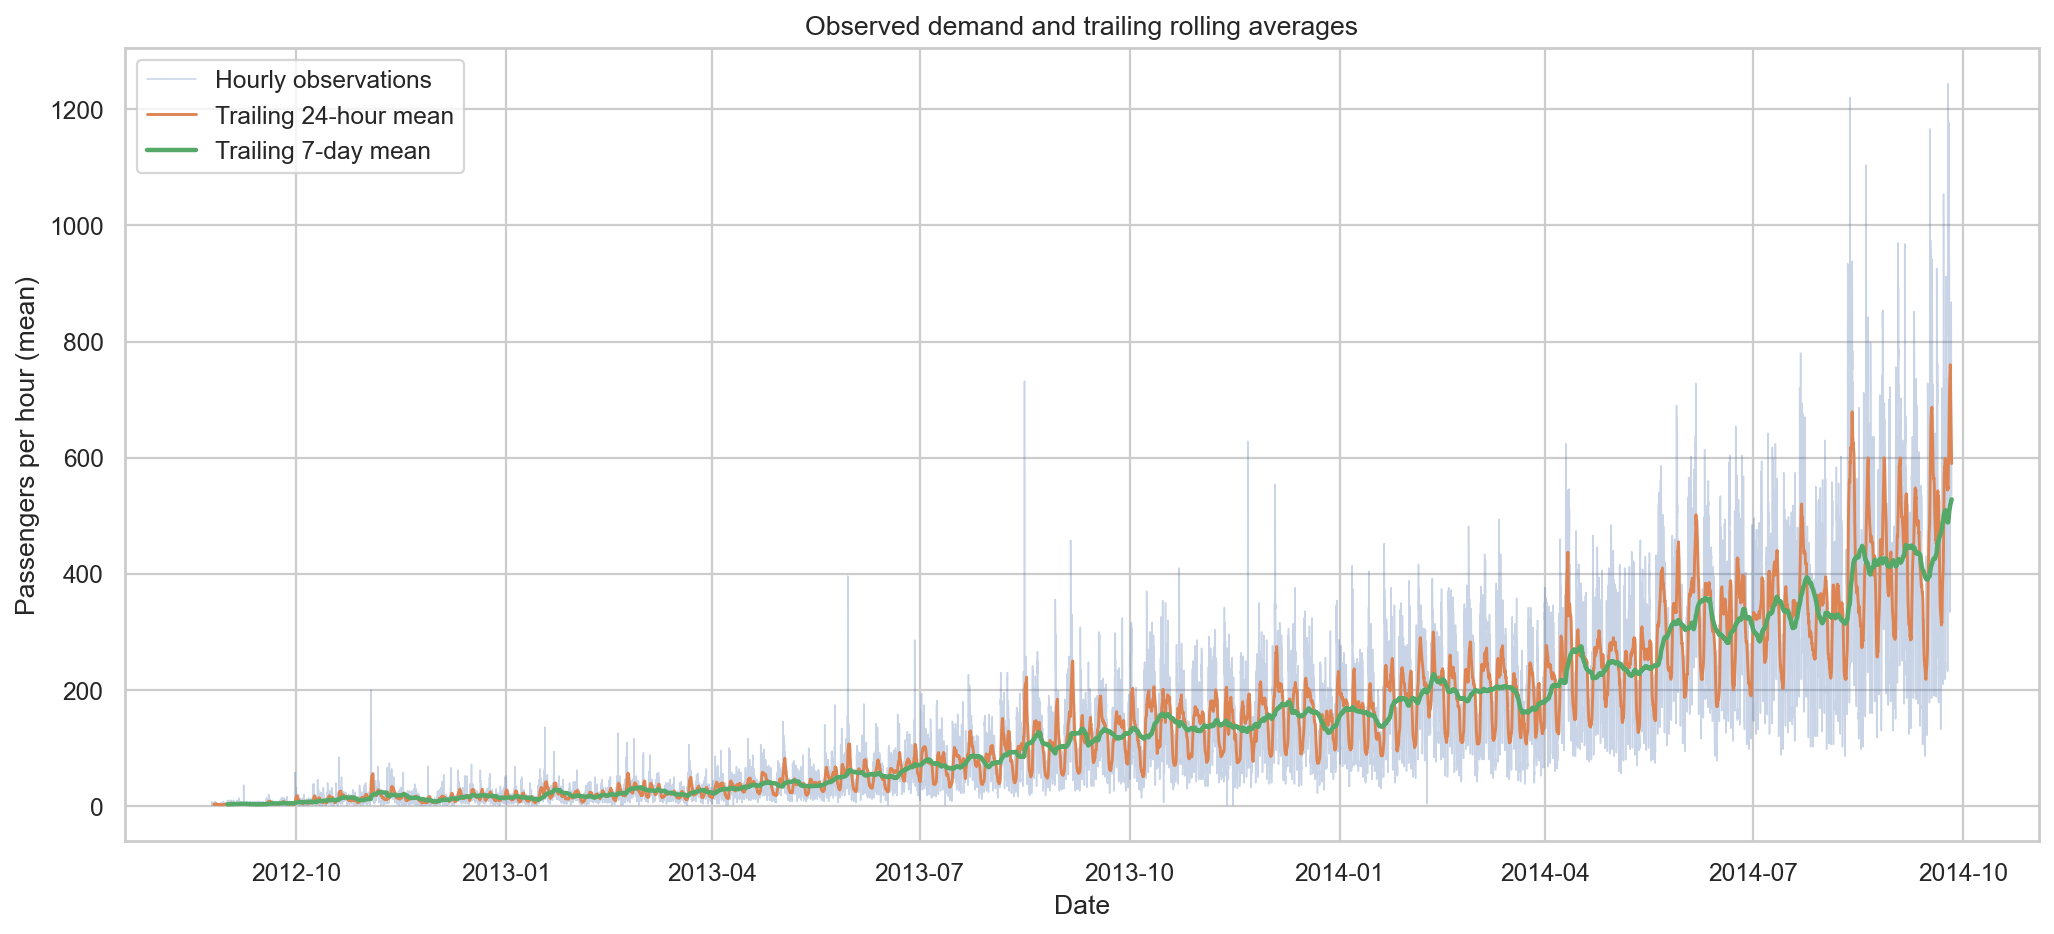 Observed demand and trailing rolling averages
Hourly observations
Trailing 24-hour mean
Trailing 7-day mean
Passengers per hour (mean)
1200
1000
800
600
400
200
0
2012-10
2013-01
2013-04
2013-07
2013-10
2014-01
2014-04
2014-07
2014-10
Date